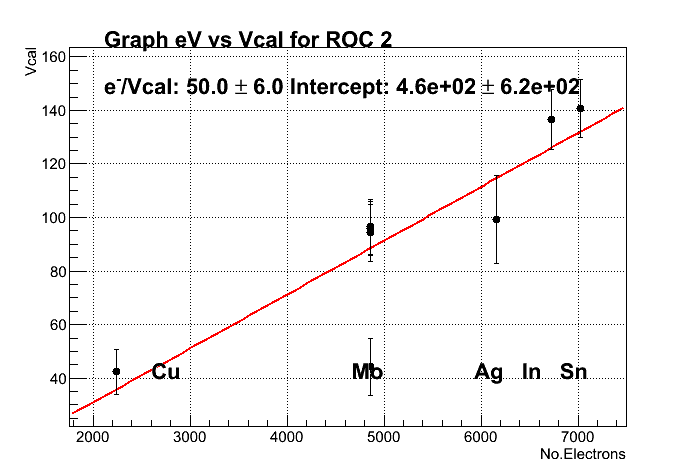 Graph eV vs Vcal for ROC 2
e⁻/Vcal: 50.0 ± 6.0 Intercept: 4.6e+02 ± 6.2e+02
Vcal
160
140
120
100
80
60
40
Cu Mo Ag In Sn
2000 3000 4000 5000 6000 7000
No.Electrons